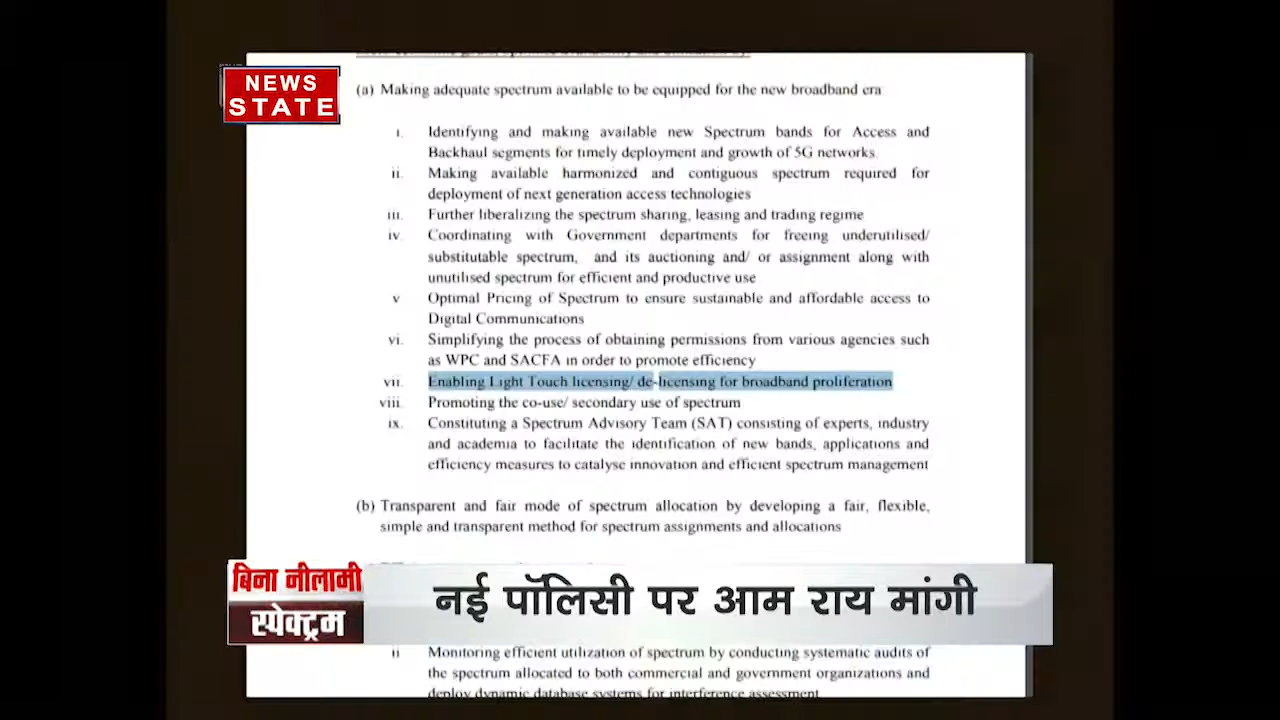 NEWS
STATE
(a) Making adequate spectrum available to be equipped for the new broadband era
i. Identifying and making available new Spectrum bands for Access and
Backhaul segments for timely deployment and growth of 5G networks.
ii. Making available harmonized and contiguous spectrum required for
deployment of next generation access technologies
iii. Further liberalizing the spectrum sharing, leasing and trading regime
iv. Coordinating with Government departments for freeing underutilised/
substitutable spectrum, and its auctioning and/ or assignment along with
unutilised spectrum for efficient and productive use
v Optimal Pricing of Spectrum to ensure sustainable and affordable access to
Digital Communications
vi. Simplifying the process of obtaining permissions from various agencies such
as WPC and SACFA in order to promote efficiency
vii. Enabling Light Touch licensing/ de-licensing for broadband proliferation
viii. Promoting the co-use/ secondary use of spectrum
ix. Constituting a Spectrum Advisory Team (SAT) consisting of experts, industry
and academia to facilitate the identification of new bands, applications and
efficiency measures to catalyse innovation and efficient spectrum management
(b) Transparent and fair mode of spectrum allocation by developing a fair, flexible,
simple and transparent method for spectrum assignments and allocations
बिना नीलामी
स्पेक्ट्रम
नई पॉलिसी पर आम राय मांगी
ii Monitoring efficient utilization of spectrum by conducting systematic audits of
the spectrum allocated to both commercial and government organizations and
deploy dynamic database systems for interference assessment